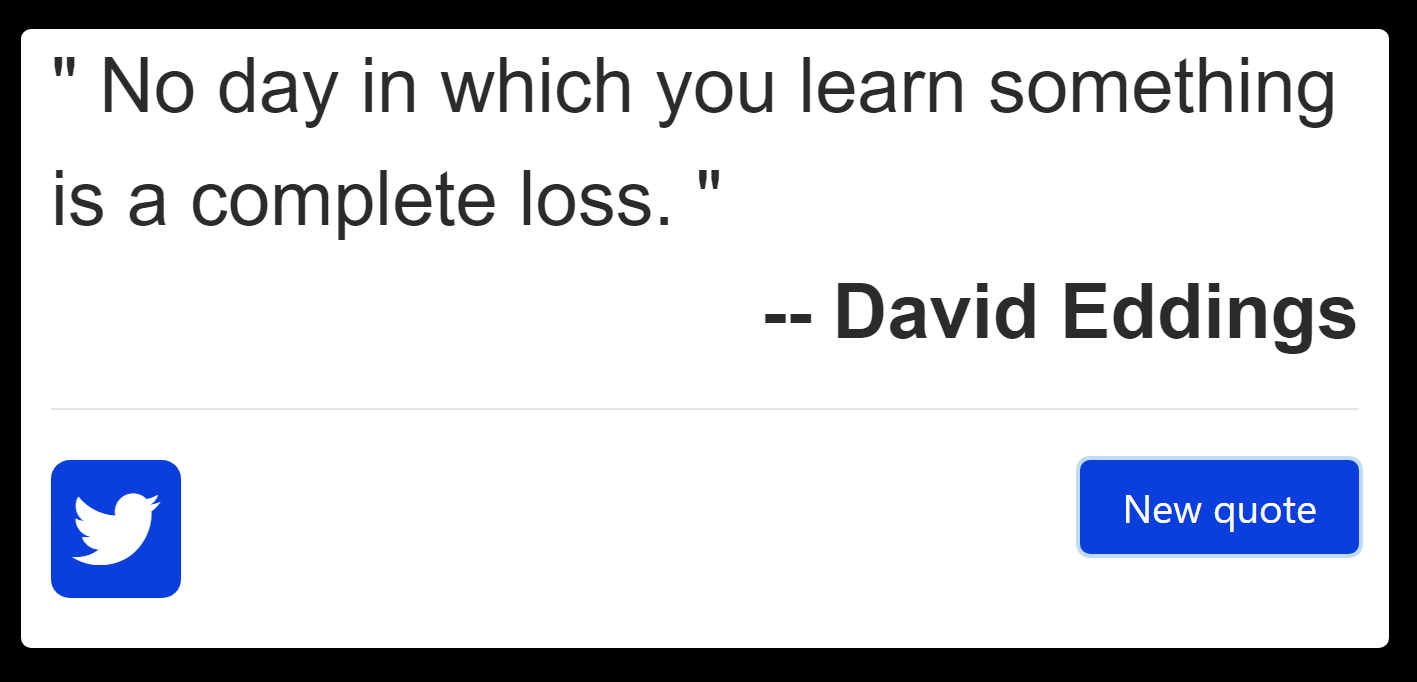 " No day in which you learn something
is a complete loss. "
-- David Eddings
New quote